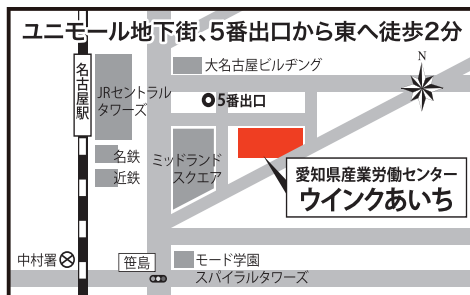 ユニモール地下街、5番出口から東へ徒歩2分
名古屋駅
JRセントラル
タワーズ
大名古屋ビルヂング
5番出口
N
名鉄
近鉄
ミッドランド
スクエア
愛知県産業労働センター
ウインクあいち
中村署
笹島
モード学園
スパイラルタワーズ